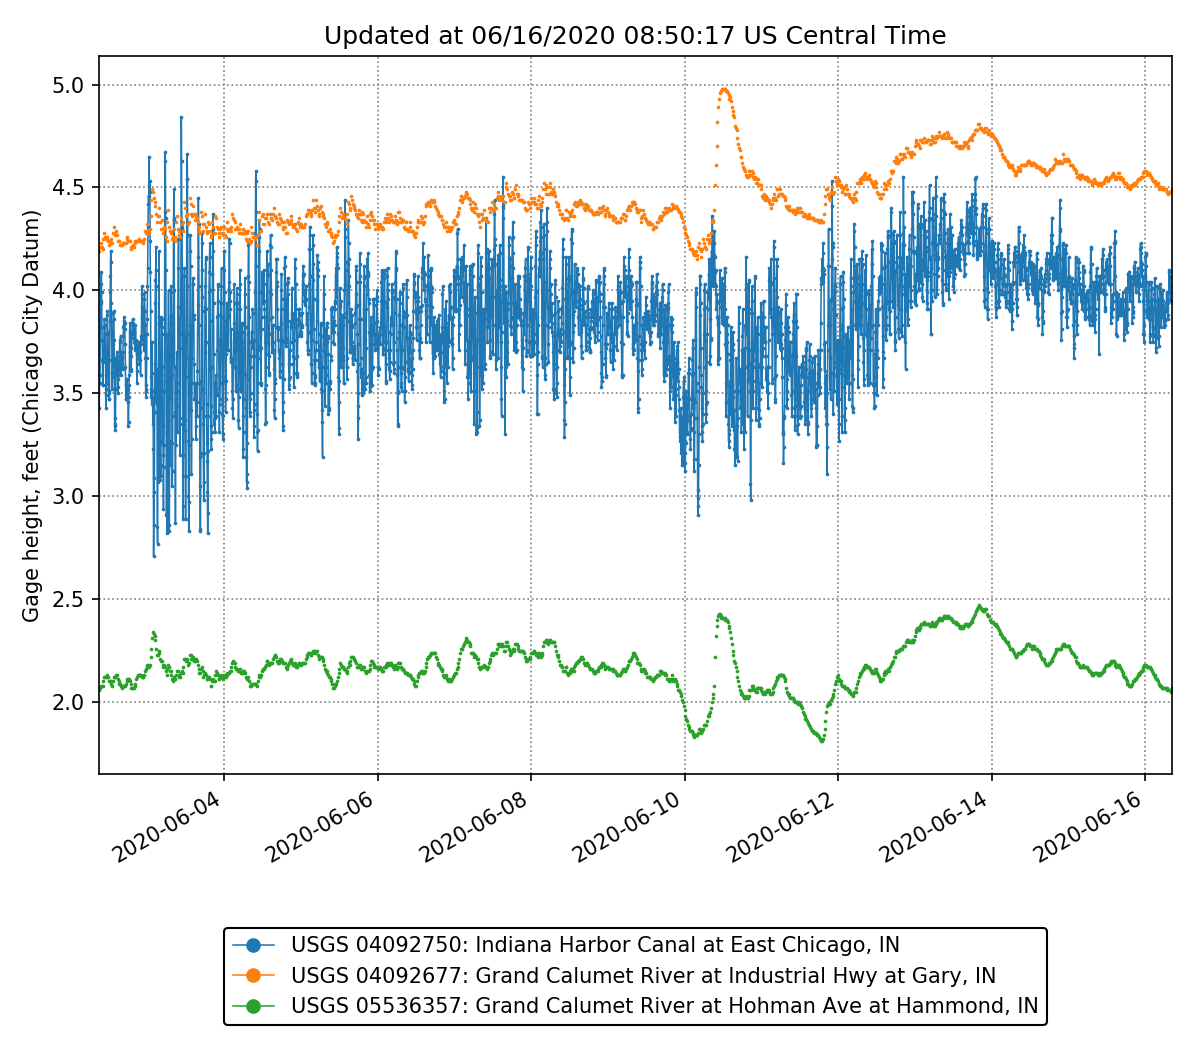 Updated at 06/16/2020 08:50:17 US Central Time
Gage height, feet (Chicago City Datum)
5.0
4.5
4.0
3.5
3.0
2.5
2.0
2020-06-04
2020-06-06
2020-06-08
2020-06-10
2020-06-12
2020-06-14
2020-06-16
USGS 04092750: Indiana Harbor Canal at East Chicago, IN
USGS 04092677: Grand Calumet River at Industrial Hwy at Gary, IN
USGS 05536357: Grand Calumet River at Hohman Ave at Hammond, IN